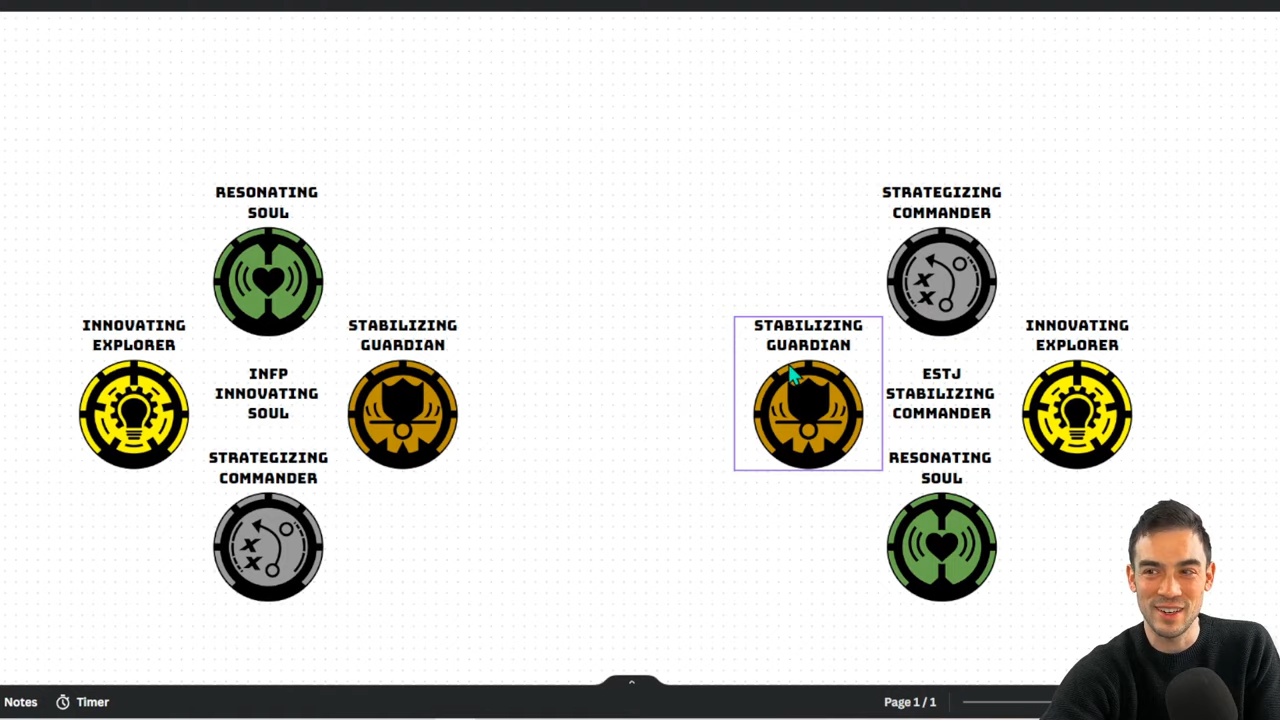 RESONATING
SOUL
INNOVATING
EXPLORER
STABILIZING
GUARDIAN
INFP
INNOVATING
SOUL
STRATEGIZING
COMMANDER
STRATEGIZING
COMMANDER
STABILIZING
GUARDIAN
INNOVATING
EXPLORER
ESTJ
STABILIZING
COMMANDER
RESONATING
SOUL
Notes
Timer
Page 1 / 1